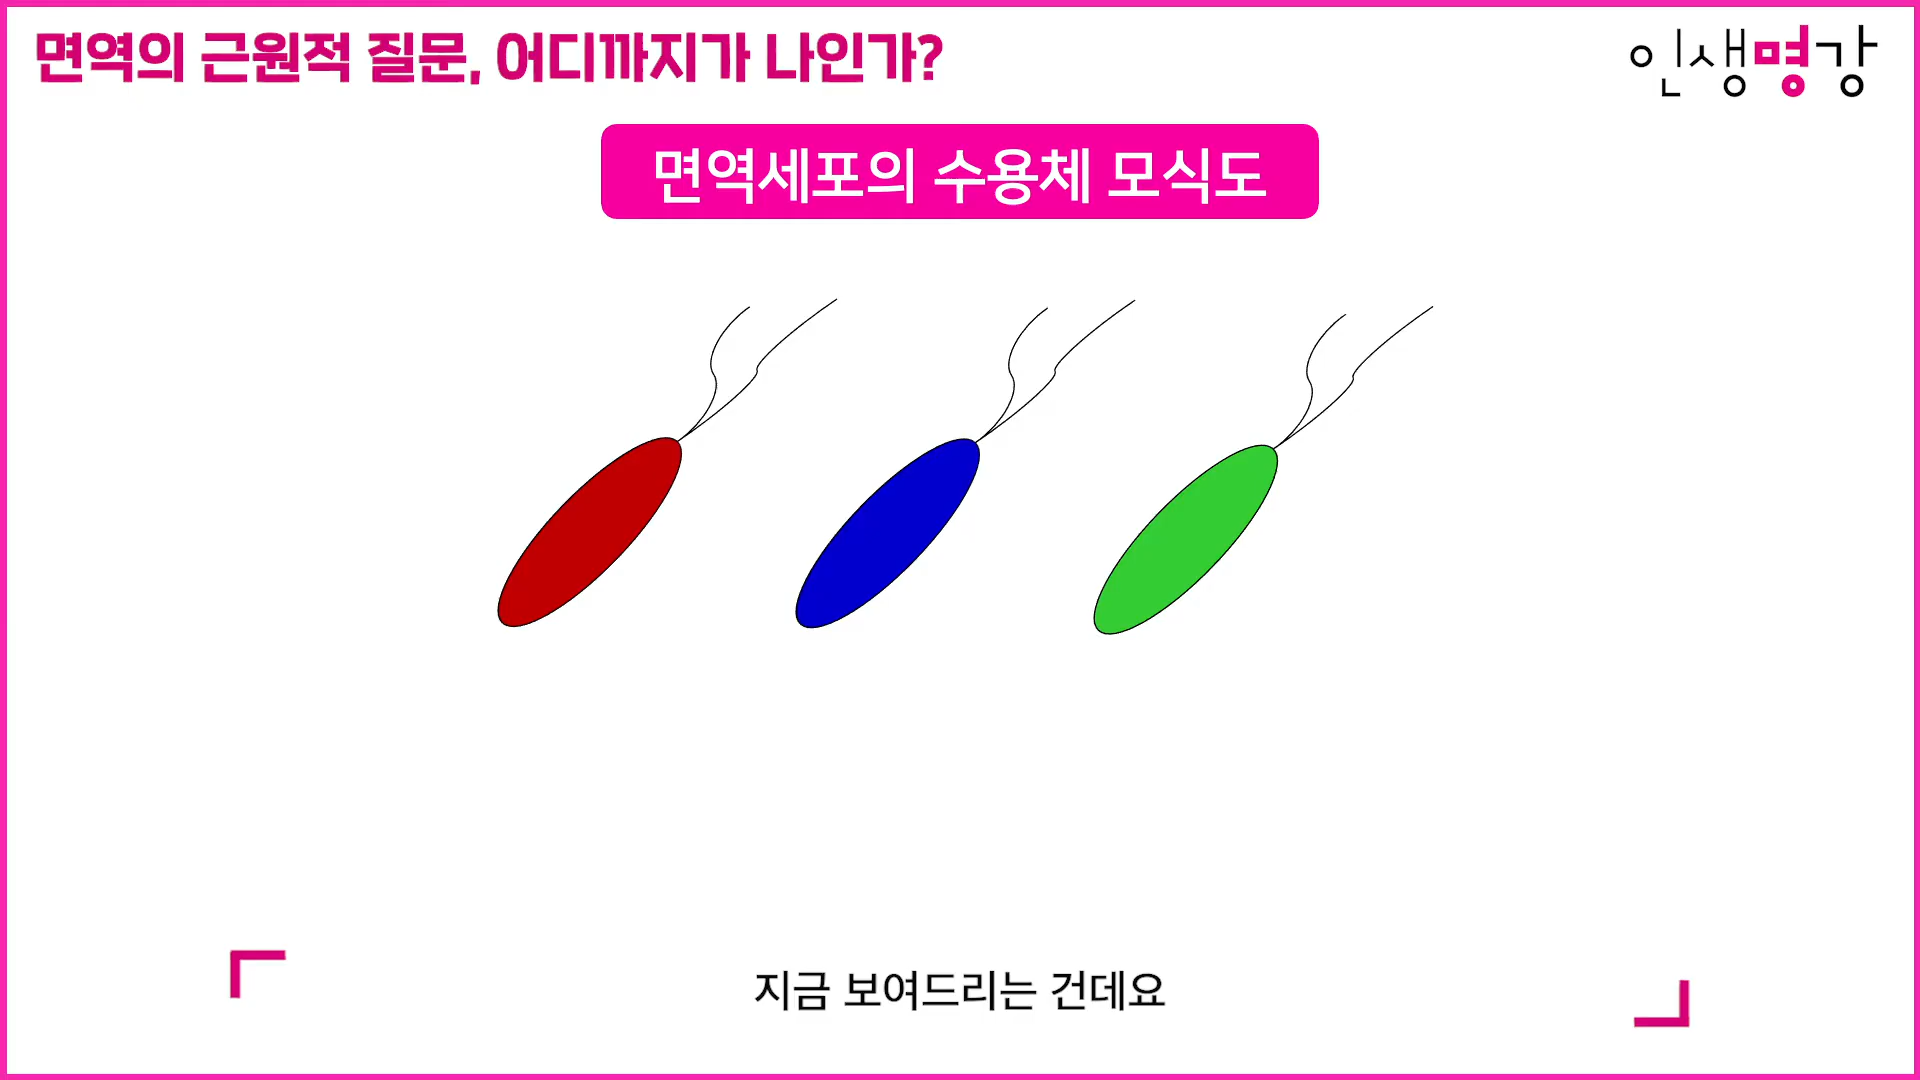 면역의 근원적 질문, 어디까지가 나인가?
인생명강
면역세포의 수용체 모식도
지금 보여드리는 건데요